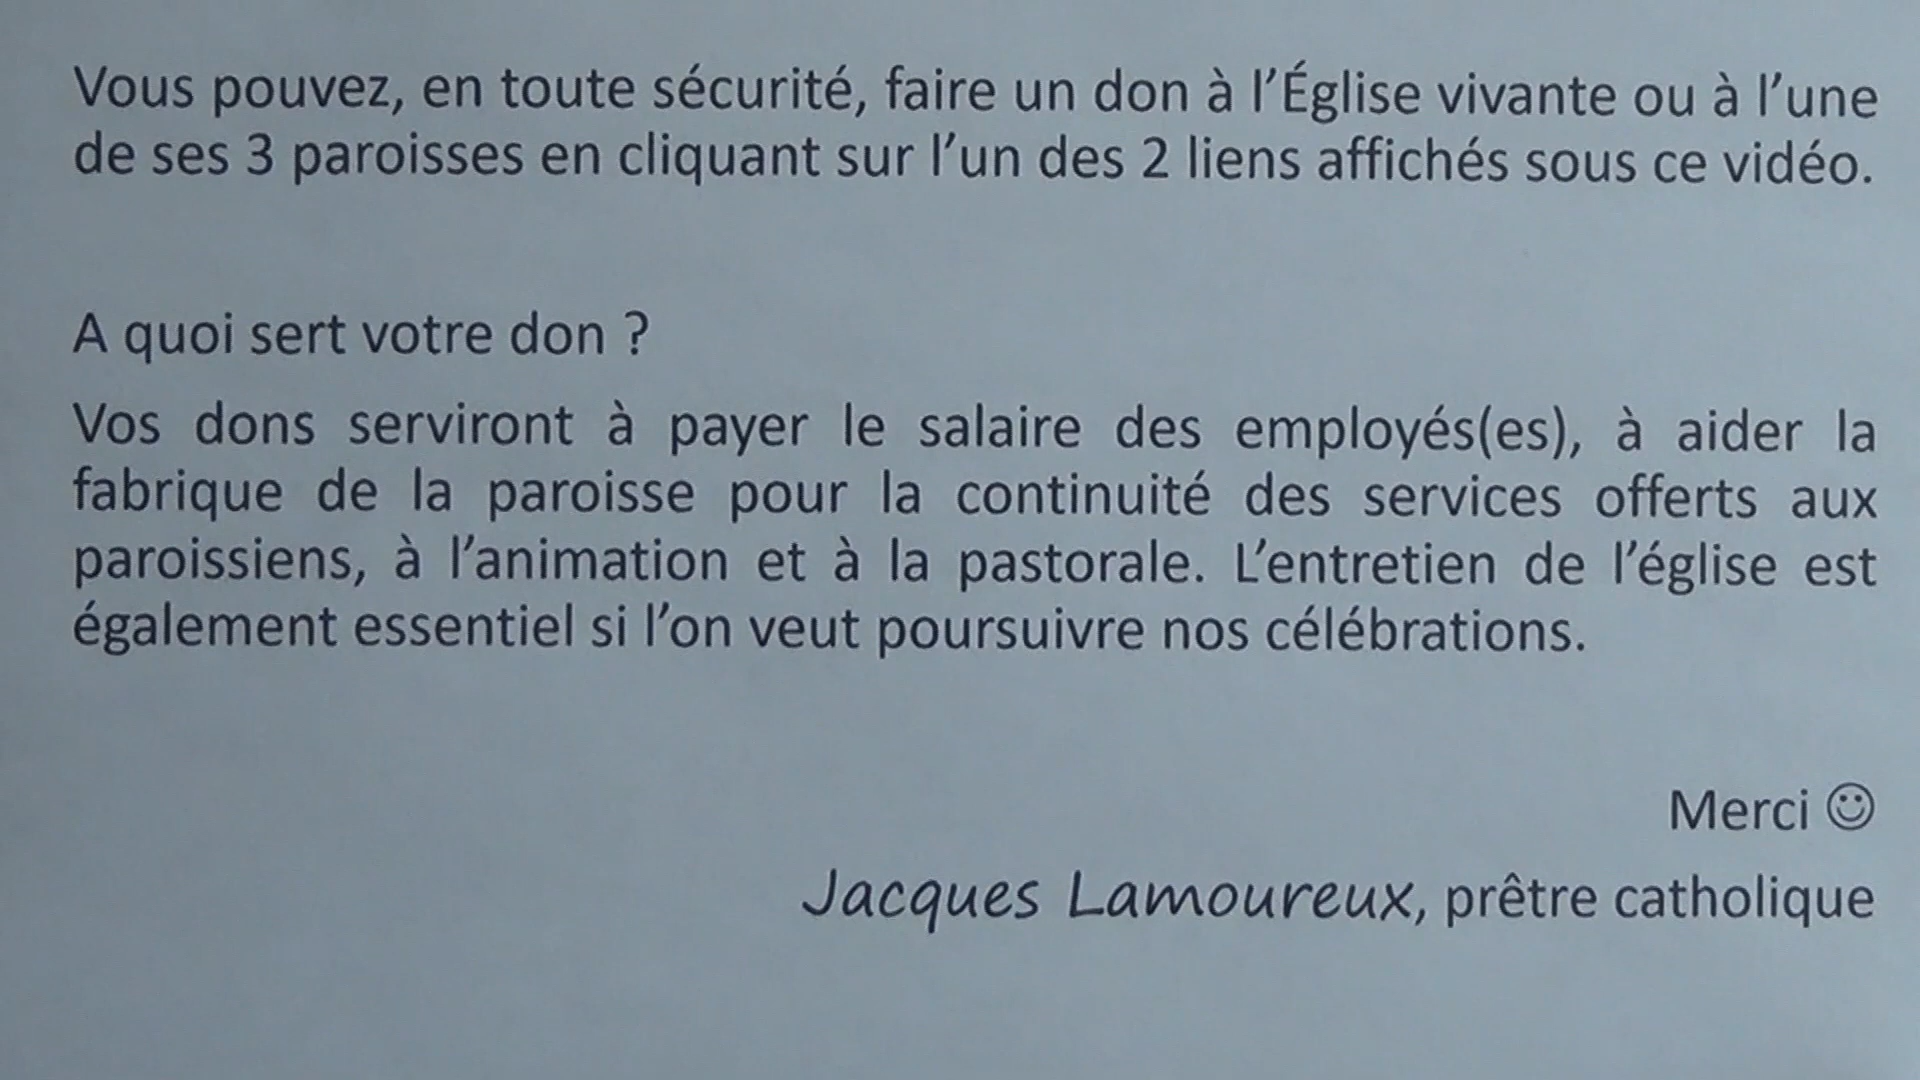 Vous pouvez, en toute sécurité, faire un don à l’Église vivante ou à l’une
de ses 3 paroisses en cliquant sur l’un des 2 liens affichés sous ce vidéo.
A quoi sert votre don ?
Vos dons serviront à payer le salaire des employés(es), à aider la
fabrique de la paroisse pour la continuité des services offerts aux
paroissiens, à l’animation et à la pastorale. L’entretien de l’église est
également essentiel si l’on veut poursuivre nos célébrations.
Merci ☺
Jacques Lamoureux, prêtre catholique